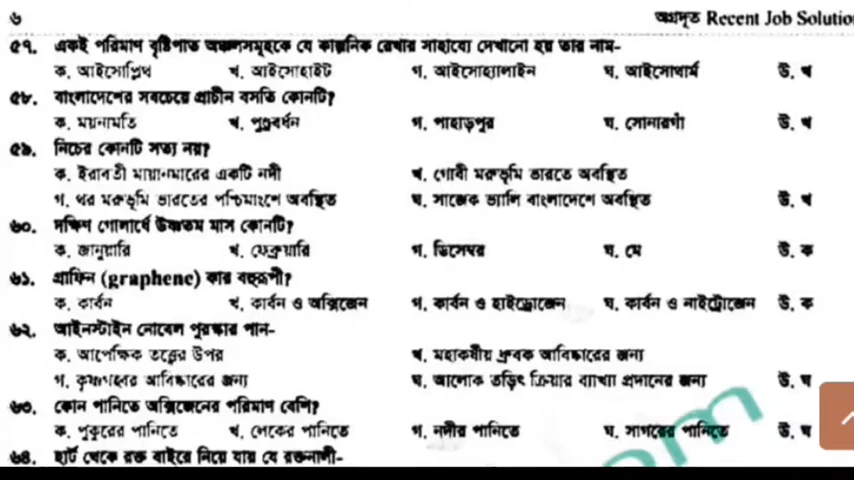 ৬ অগ্রদূত Recent Job Solution
৫৭. একই পরিমাণ বৃষ্টিপাত অঞ্চলসমূহকে যে কাল্পনিক রেখার সাহায্যে দেখানো হয় তার নাম-
ক. আইসোপ্লিথ খ. আইসোহাইট গ. আইসোহ্যালাইন ঘ. আইসোথার্ম উ. খ
৫৮. বাংলাদেশের সবচেয়ে প্রাচীন বসতি কোনটি?
ক. ময়নামতি খ. পুণ্ড্রবর্ধন গ. পাহাড়পুর ঘ. সোনারগাঁ উ. খ
৫৯. নিচের কোনটি সত্য নয়?
ক. ইরাবতী মায়ানমারের একটি নদী খ. গোবী মরুভূমি ভারতে অবস্থিত
গ. থর মরুভূমি ভারতের পশ্চিমাংশে অবস্থিত ঘ. সাজেক ভ্যালি বাংলাদেশে অবস্থিত উ. খ
৬০. দক্ষিণ গোলার্ধে উষ্ণতম মাস কোনটি?
ক. জানুয়ারি খ. ফেব্রুয়ারি গ. ডিসেম্বর ঘ. মে উ. ক
৬১. গ্রাফিন (graphene) কার বহুরূপী?
ক. কার্বন খ. কার্বন ও অক্সিজেন গ. কার্বন ও হাইড্রোজেন ঘ. কার্বন ও নাইট্রোজেন উ. ক
৬২. আইনস্টাইন নোবেল পুরস্কার পান-
ক. আপেক্ষিক তত্ত্বের উপর খ. মহাকর্ষীয় ধ্রুবক আবিষ্কারের জন্য
গ. কৃষ্ণগহ্বর আবিষ্কারের জন্য ঘ. আলোক তড়িৎ ক্রিয়ার ব্যাখ্যা প্রদানের জন্য উ. ঘ
৬৩. কোন পানিতে অক্সিজেনের পরিমাণ বেশি?
ক. পুকুরের পানিতে খ. লেকের পানিতে গ. নদীর পানিতে ঘ. সাগরের পানিতে উ. ঘ
৬৪. হার্ট থেকে রক্ত বাইরে নিয়ে যায় যে রক্তনালী-
om